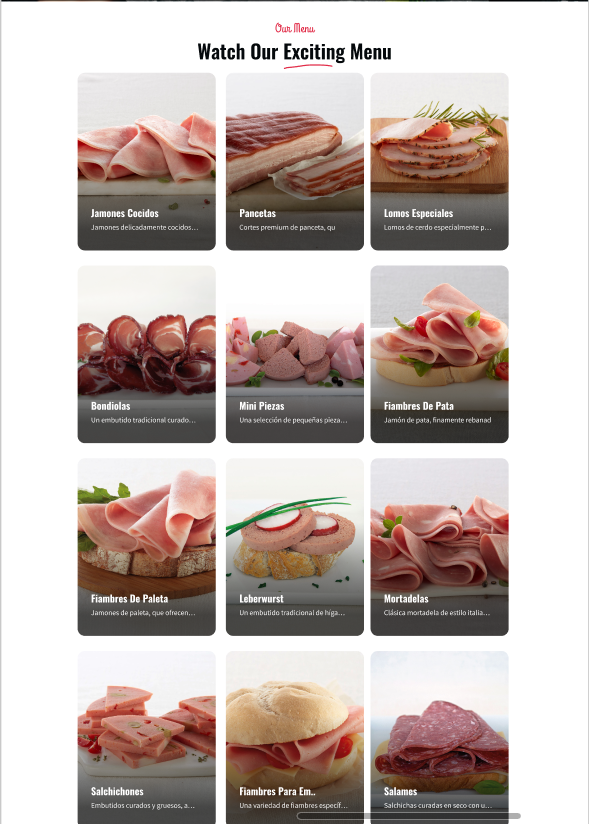 Our Menu
Watch Our Exciting Menu
Jamones Cocidos
Jamones delicadamente cocidos...
Pancetas
Cortes premium de panceta, qu
Lomos Especiales
Lomos de cerdo especialmente p...
Bondiolas
Un embutido tradicional curado...
Mini Piezas
Una selección de pequeñas pieza...
Fiambres De Pata
Jamón de pata, finamente rebanad
Fiambres De Paleta
Jamones de paleta, que ofrecen...
Leberwurst
Un embutido tradicional de híga...
Mortadelas
Clásica mortadela de estilo italia...
Salchichones
Embutidos curados y gruesos, a...
Fiambres Para Em..
Una variedad de fiambres específ...
Salames
Salchichas curadas en seco con u...